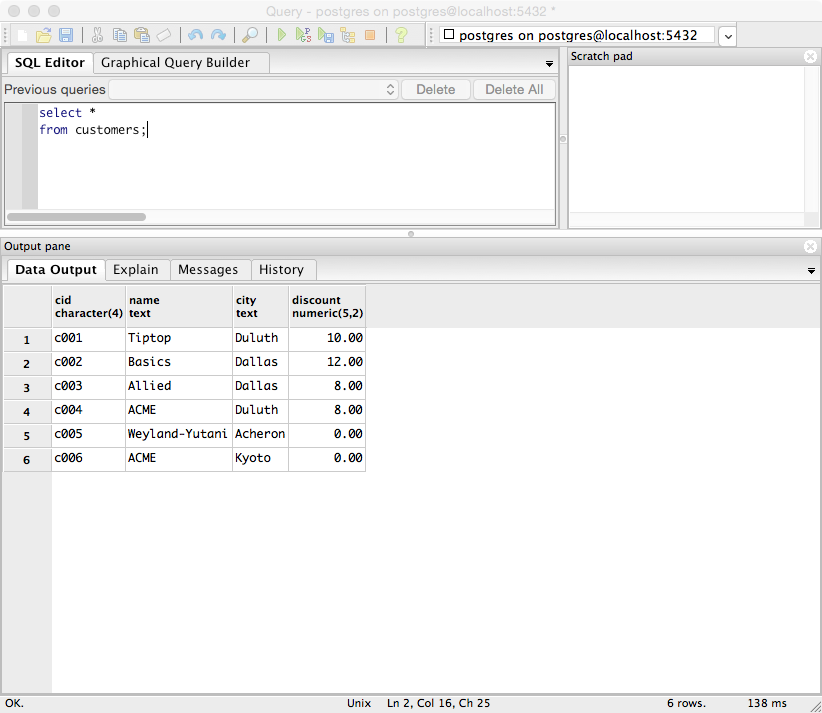 Query - postgres on postgres@localhost:5432 *
postgres on postgres@localhost:5432
SQL Editor Graphical Query Builder
Scratch pad
Previous queries Delete Delete All
select *
from customers;
Output pane
Data Output Explain Messages History
cid name city discount
character(4) text text numeric(5,2)
1 c001 Tiptop Duluth 10.00
2 c002 Basics Dallas 12.00
3 c003 Allied Dallas 8.00
4 c004 ACME Duluth 8.00
5 c005 Weyland-Yutani Acheron 0.00
6 c006 ACME Kyoto 0.00
OK. Unix Ln 2, Col 16, Ch 25 6 rows. 138 ms